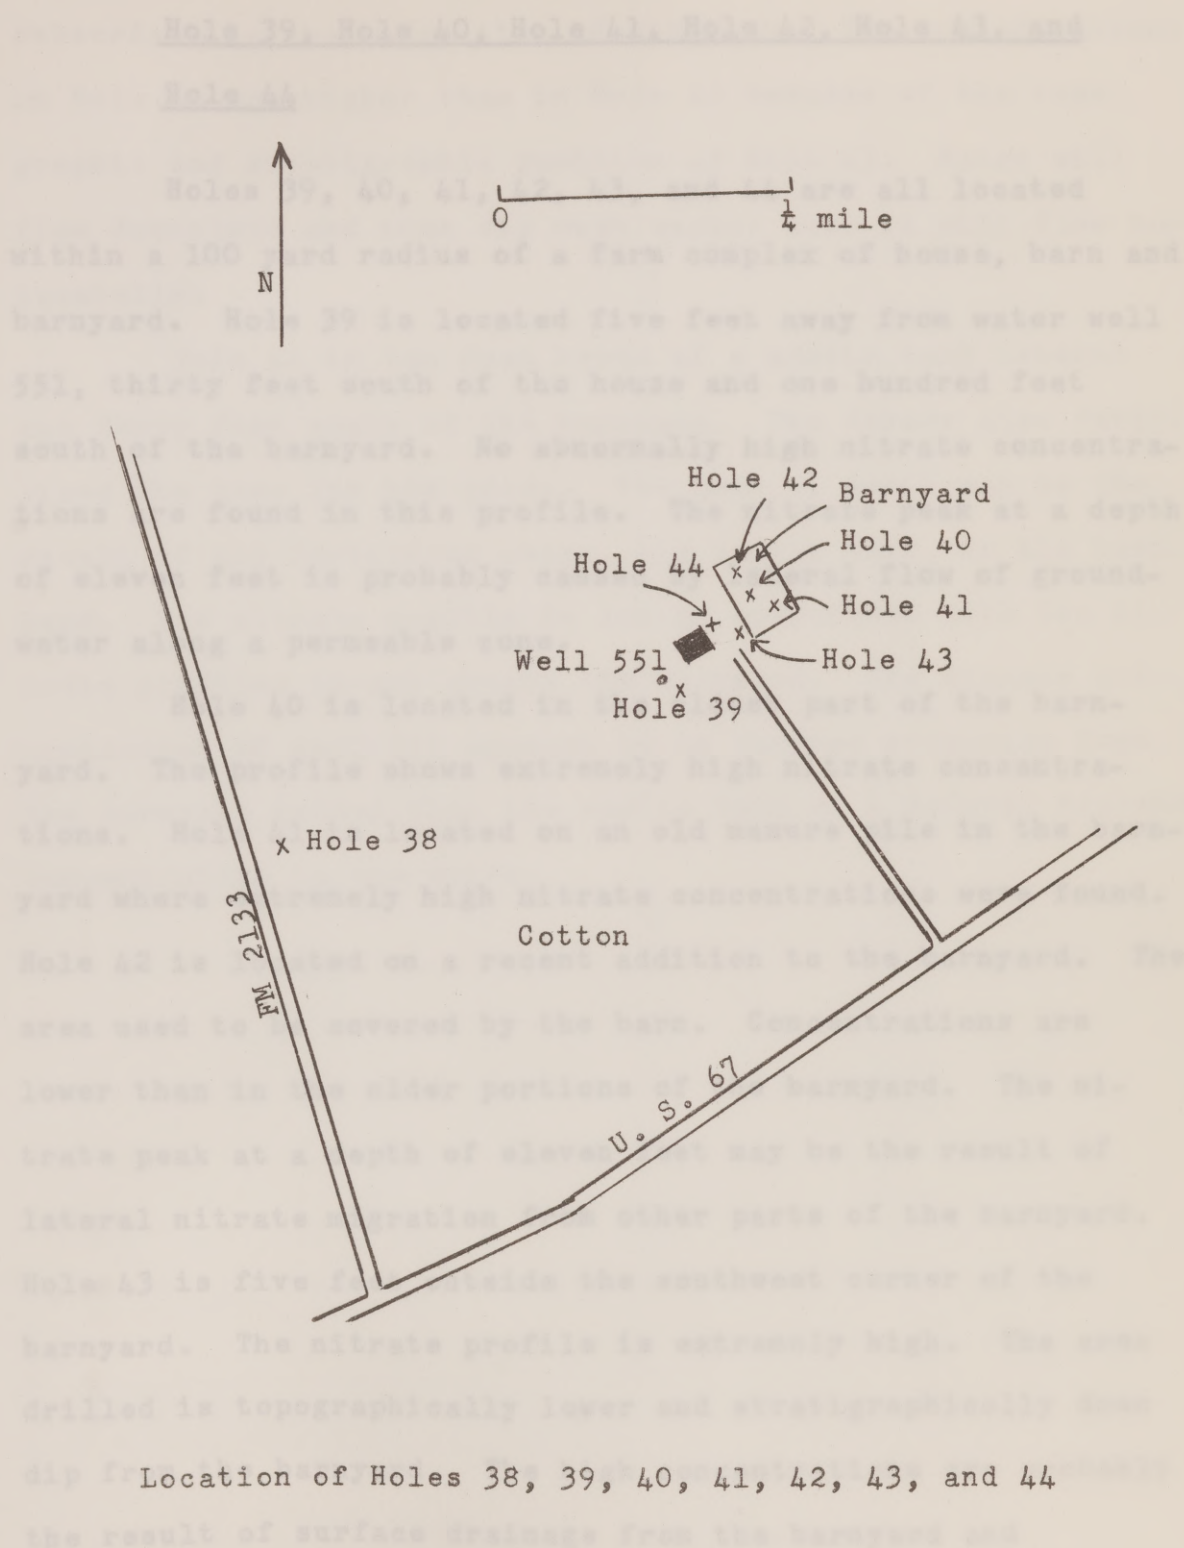 Hole 39, Hole 40, Hole 41, Hole 42, Hole 43, and
Hole 44
Holes 39, 40, 41, 42, 43, and 44 are all located
within a 100 yard radius of a farm complex of house, barn and
barnyard. Hole 39 is located five feet away from water well
551, thirty feet south of the house and one hundred feet
south of the barnyard. No abnormally high nitrate concentra-
tions are found in this profile. The nitrate peak at a depth
of eleven feet is probably caused by lateral flow of ground-
water along a permeable zone.
Hole 40 is located in the oldest part of the barn-
yard. The profile shows extremely high nitrate concentra-
tions. Hole 41 is located on an old manure pile in the barn-
yard where extremely high nitrate concentrations were found.
Hole 42 is located on a recent addition to the barnyard. The
area used to be covered by the barn. Concentrations are
lower than in the older portions of the barnyard. The ni-
trate peak at a depth of eleven feet may be the result of
lateral nitrate migration from other parts of the barnyard.
Hole 43 is five feet outside the southwest corner of the
barnyard. The nitrate profile is extremely high. The area
drilled is topographically lower and stratigraphically down
dip from the barnyard.
the result of surface drainage from the barnyard and
0
1/4 mile
N
Hole 42
Barnyard
Hole 40
Hole 44
Hole 41
Well 551
Hole 43
Hole 39
x Hole 38
FM 2133
Cotton
U. S. 67
Location of Holes 38, 39, 40, 41, 42, 43, and 44